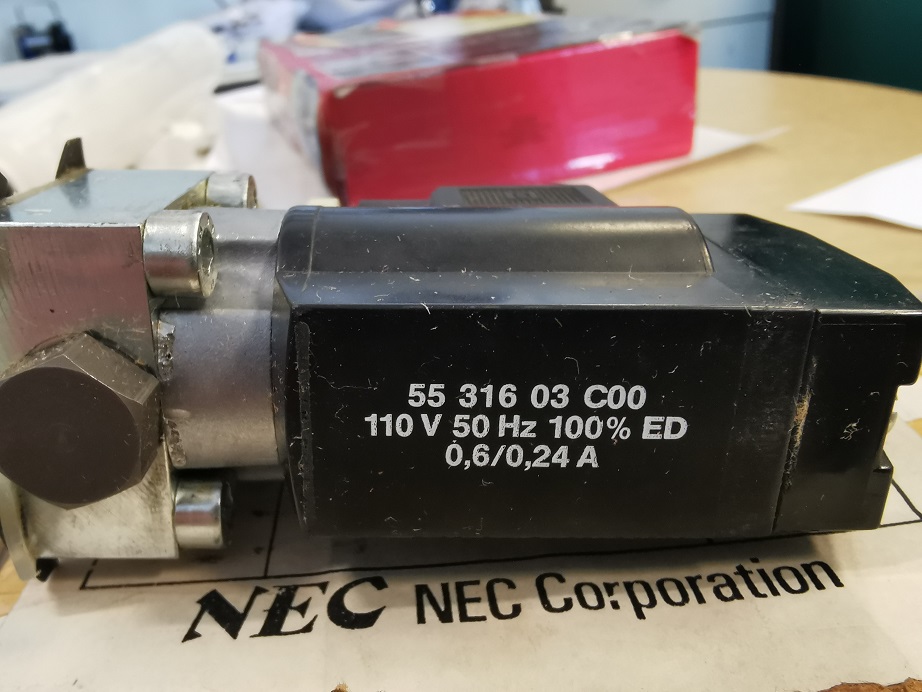 55 316 03 C00
110 V 50 Hz 100% ED
0,6/0,24 A
NEC NEC Corporation